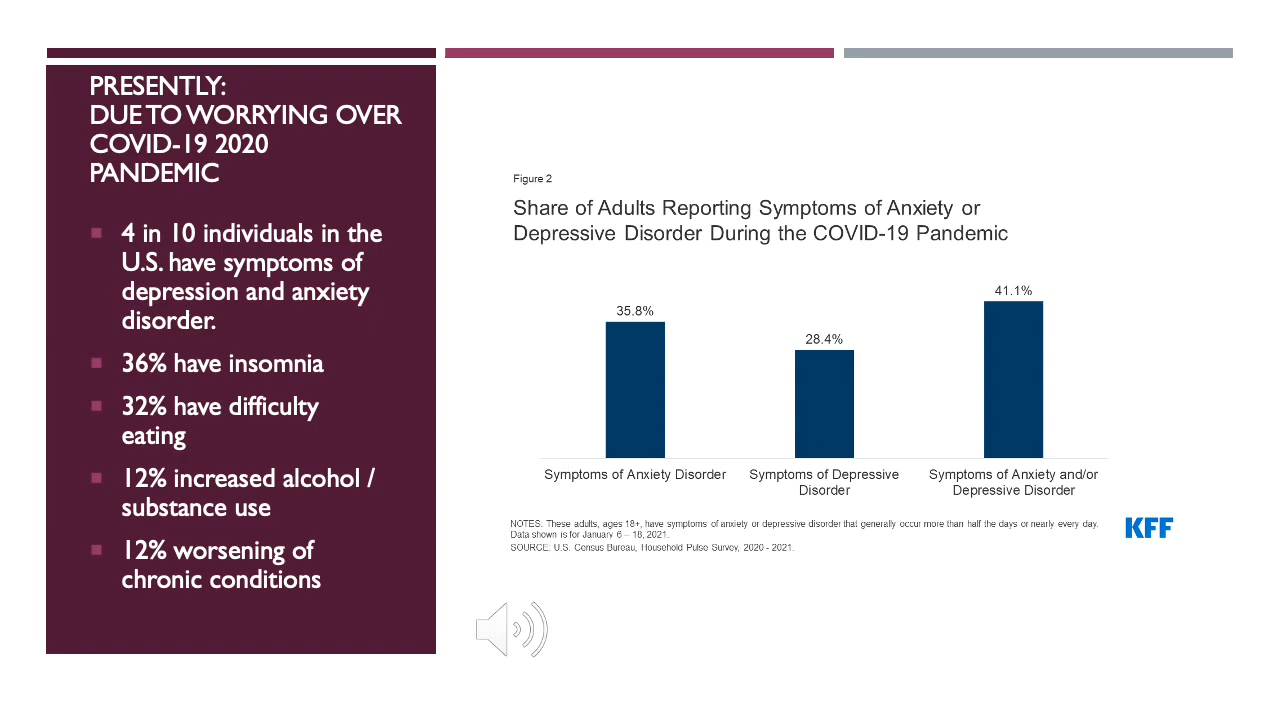 PRESENTLY:
DUE TO WORRYING OVER
COVID-19 2020
PANDEMIC
4 in 10 individuals in the
U.S. have symptoms of
depression and anxiety
disorder.
36% have insomnia
32% have difficulty
eating
12% increased alcohol /
substance use
12% worsening of
chronic conditions
Figure 2
Share of Adults Reporting Symptoms of Anxiety or
Depressive Disorder During the COVID-19 Pandemic
35.8%
28.4%
41.1%
Symptoms of Anxiety Disorder
Symptoms of Depressive
Disorder
Symptoms of Anxiety and/or
Depressive Disorder
NOTES: These adults, ages 18+, have symptoms of anxiety or depressive disorder that generally occur more than half the days or nearly every day.
Data shown is for January 6 – 18, 2021.
SOURCE: U.S. Census Bureau, Household Pulse Survey, 2020 - 2021.
KFF